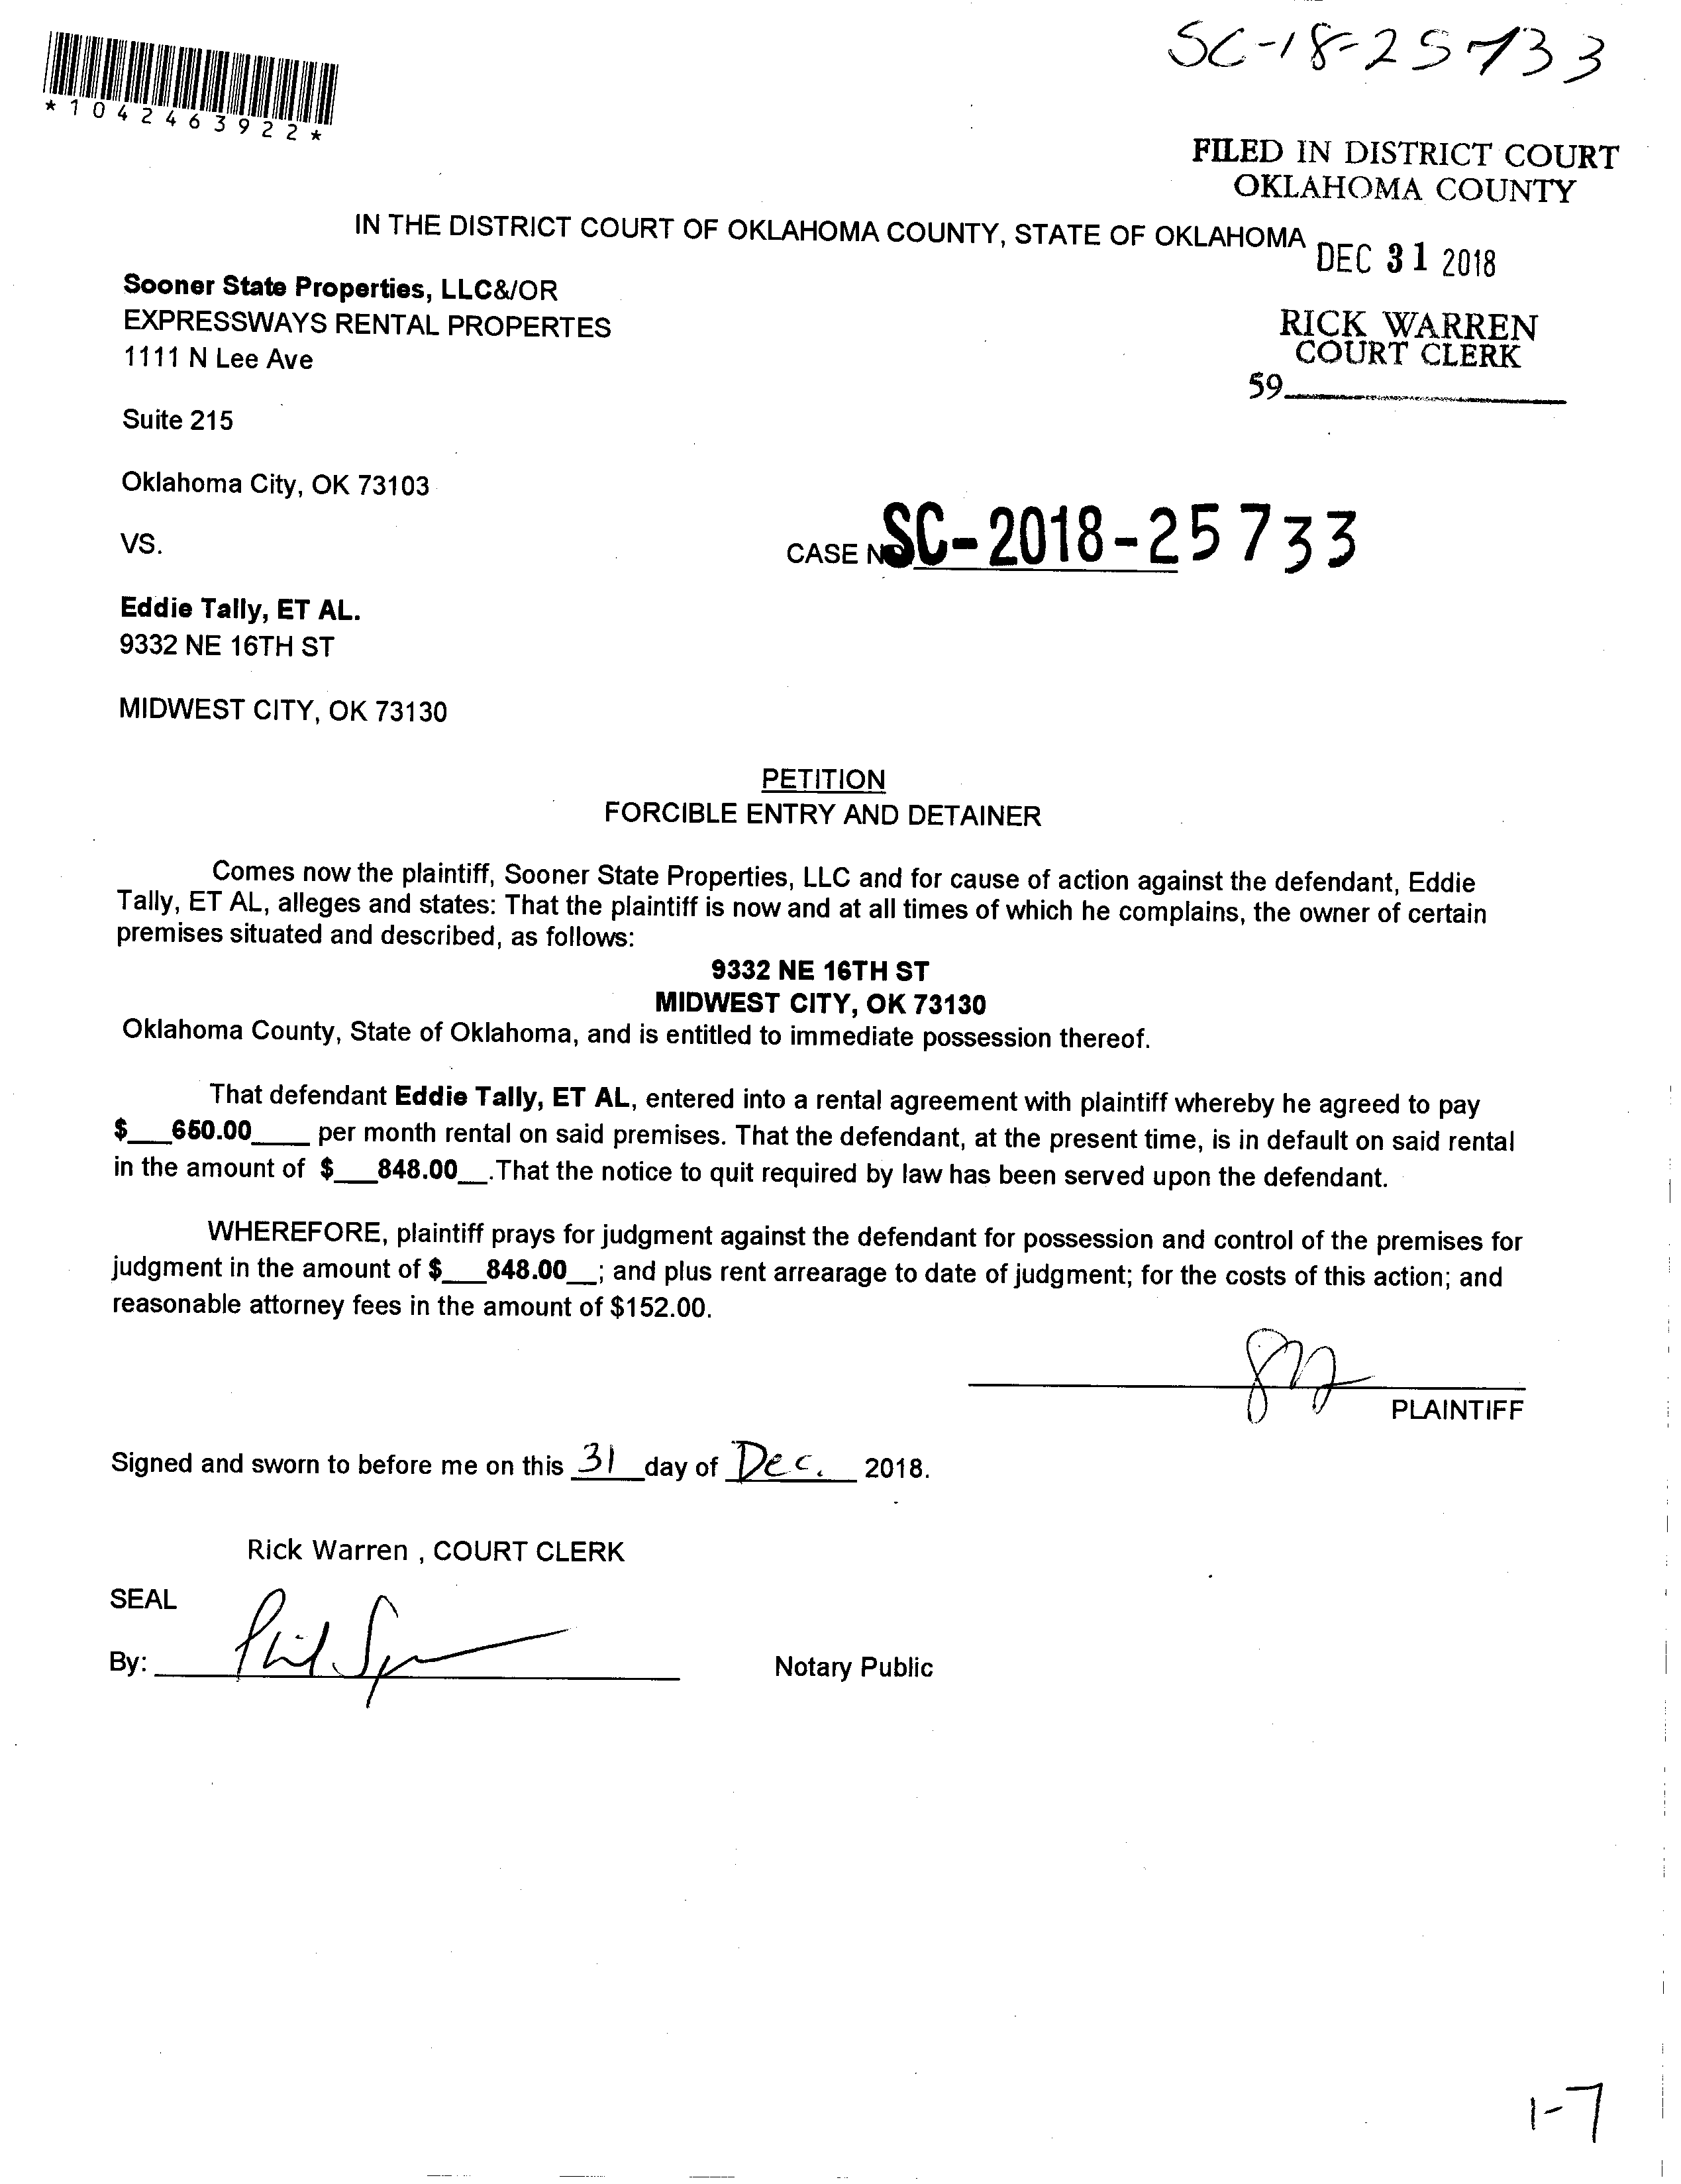 SC-18-25733
*1042463922*
FILED IN DISTRICT COURT
OKLAHOMA COUNTY
IN THE DISTRICT COURT OF OKLAHOMA COUNTY, STATE OF OKLAHOMA
DEC 31 2018
Sooner State Properties, LLC&/OR
EXPRESSWAYS RENTAL PROPERTES
1111 N Lee Ave
RICK WARREN
COURT CLERK
59
Suite 215
Oklahoma City, OK 73103
VS.
CASE NO SC-2018-25733
Eddie Tally, ET AL.
9332 NE 16TH ST
MIDWEST CITY, OK 73130
PETITION
FORCIBLE ENTRY AND DETAINER
Comes now the plaintiff, Sooner State Properties, LLC and for cause of action against the defendant, Eddie
Tally, ET AL, alleges and states: That the plaintiff is now and at all times of which he complains, the owner of certain
premises situated and described, as follows:
9332 NE 16TH ST
MIDWEST CITY, OK 73130
Oklahoma County, State of Oklahoma, and is entitled to immediate possession thereof.
That defendant Eddie Tally, ET AL, entered into a rental agreement with plaintiff whereby he agreed to pay
$___650.00____ per month rental on said premises. That the defendant, at the present time, is in default on said rental
in the amount of $___848.00__.That the notice to quit required by law has been served upon the defendant.
WHEREFORE, plaintiff prays for judgment against the defendant for possession and control of the premises for
judgment in the amount of $___848.00__; and plus rent arrearage to date of judgment; for the costs of this action; and
reasonable attorney fees in the amount of $152.00.
PLAINTIFF
Signed and sworn to before me on this 31 day of Dec. 2018.
Rick Warren , COURT CLERK
SEAL
By:
Notary Public
1-7